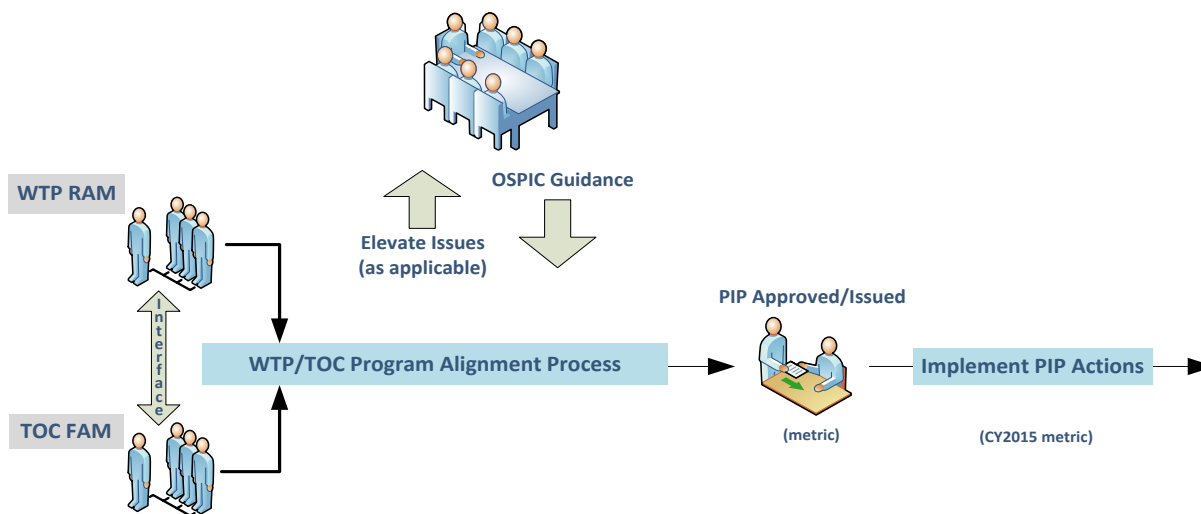 OSPIC Guidance
WTP RAM
Elevate Issues
(as applicable)
Interface
PIP Approved/Issued
WTP/TOC Program Alignment Process
Implement PIP Actions
TOC FAM
(metric)
(CY2015 metric)